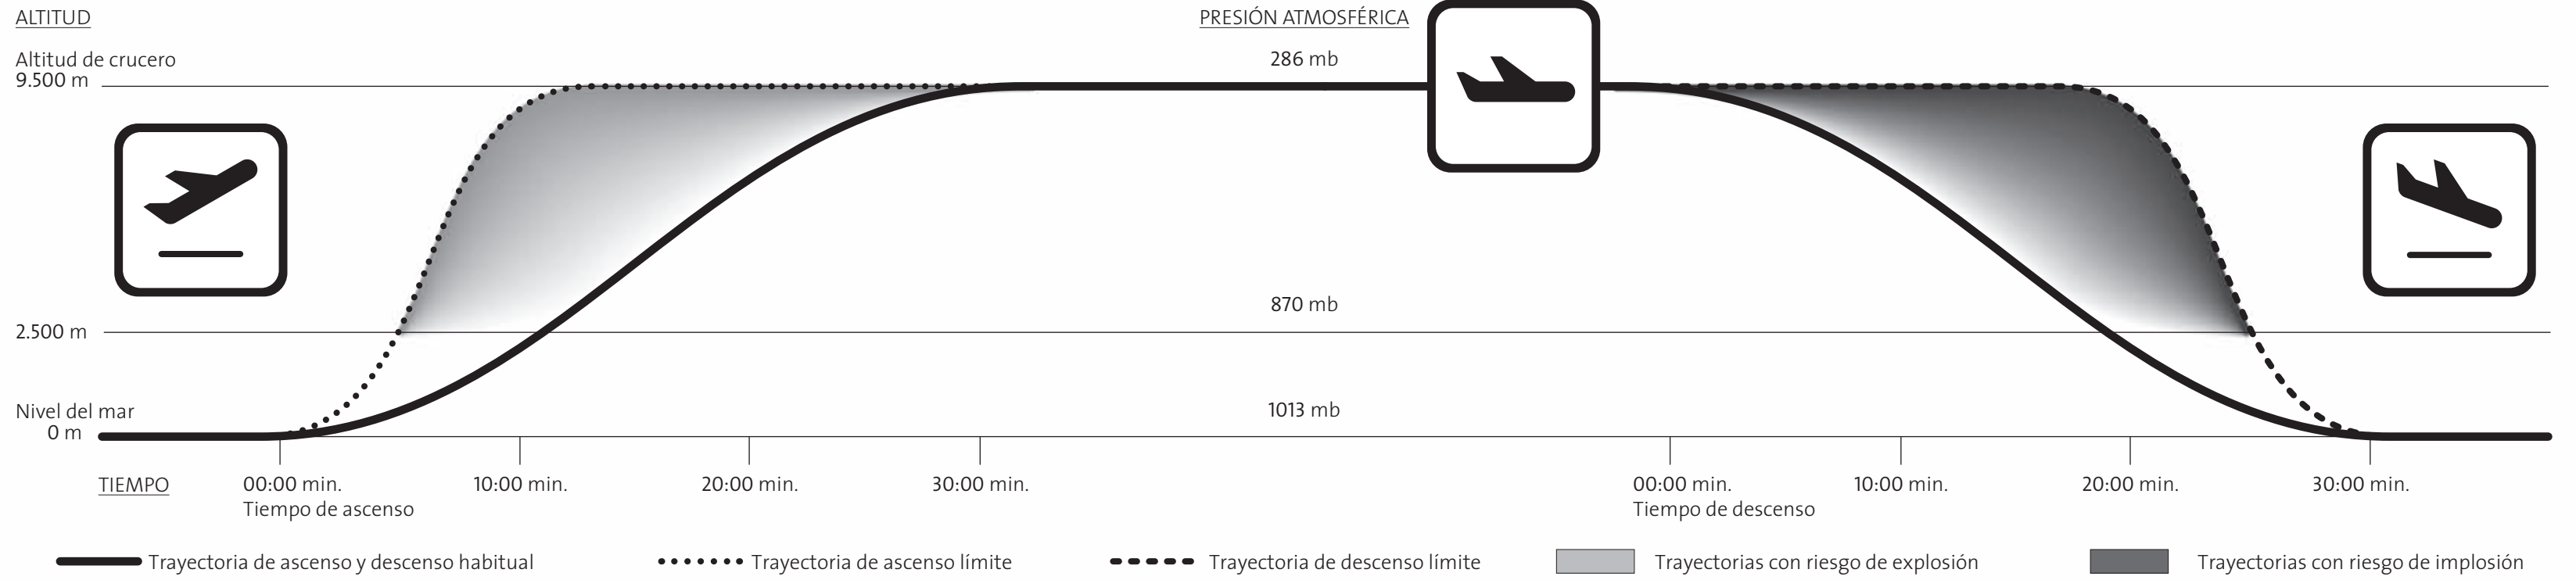 ALTITUD
PRESIÓN ATMOSFÉRICA
Altitud de crucero
9.500 m
286 mb
870 mb
2.500 m
Nivel del mar
0 m
1013 mb
TIEMPO
00:00 min.
10:00 min.
20:00 min.
30:00 min.
00:00 min.
10:00 min.
20:00 min.
30:00 min.
Tiempo de ascenso
Tiempo de descenso
Trayectoria de ascenso y descenso habitual
Trayectoria de ascenso límite
Trayectoria de descenso límite
Trayectorias con riesgo de explosión
Trayectorias con riesgo de implosión